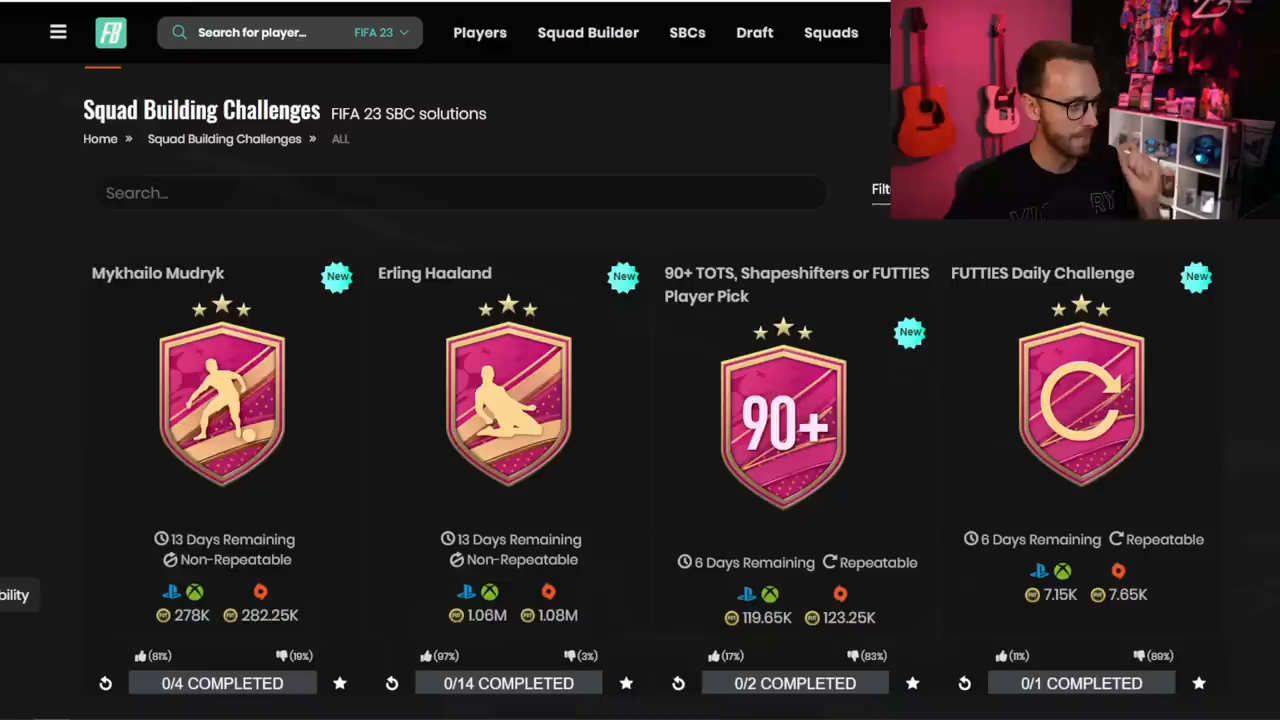 FB
Search for player...
FIFA 23
Players
Squad Builder
SBCs
Draft
Squads
Squad Building Challenges
FIFA 23 SBC solutions
Home » Squad Building Challenges » ALL
Search...
Filt
Mykhailo Mudryk
New
13 Days Remaining
Non-Repeatable
278K
282.25K
(81%)
(19%)
0/4 COMPLETED
Erling Haaland
New
13 Days Remaining
Non-Repeatable
1.06M
1.08M
(97%)
(3%)
0/14 COMPLETED
90+ TOTS, Shapeshifters or FUTTIES
Player Pick
New
90+
6 Days Remaining
Repeatable
119.65K
123.25K
(17%)
(83%)
0/2 COMPLETED
FUTTIES Daily Challenge
New
6 Days Remaining
Repeatable
7.15K
7.65K
(11%)
(89%)
0/1 COMPLETED
bility